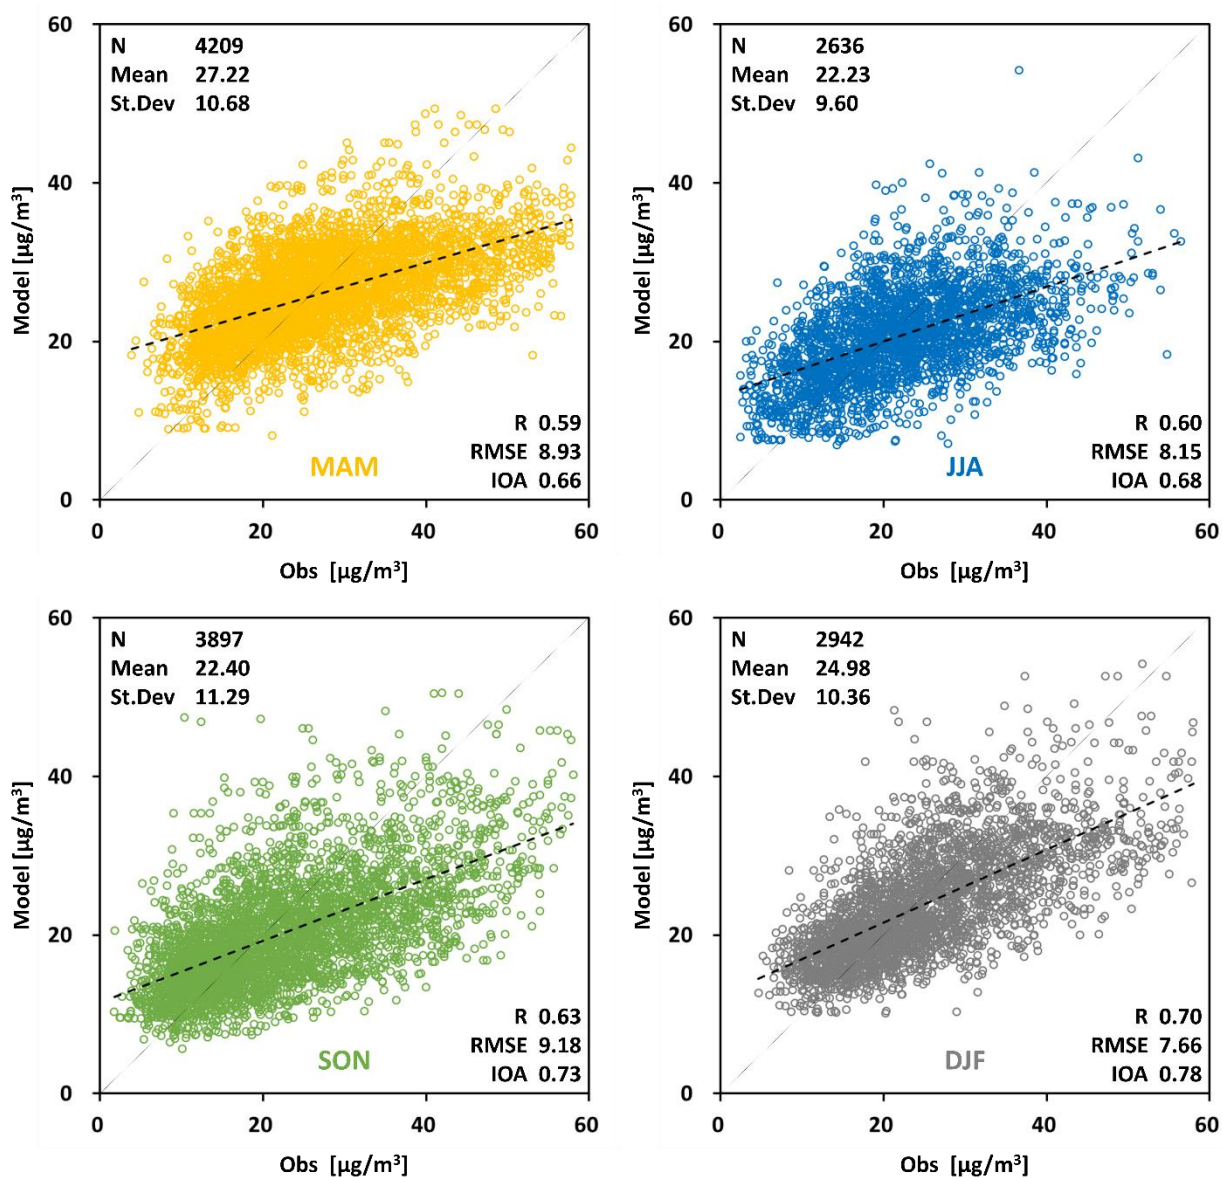 60
N 4209
Mean 27.22
St.Dev 10.68
40
Model [µg/m³]
20
R 0.59
RMSE 8.93
IOA 0.66
MAM
0
0 20 40 60
Obs [µg/m³]
60
N 2636
Mean 22.23
St.Dev 9.60
40
Model [µg/m³]
20
R 0.60
RMSE 8.15
IOA 0.68
JJA
0
0 20 40 60
Obs [µg/m³]
60
N 3897
Mean 22.40
St.Dev 11.29
40
Model [µg/m³]
20
R 0.63
RMSE 9.18
IOA 0.73
SON
0
0 20 40 60
Obs [µg/m³]
60
N 2942
Mean 24.98
St.Dev 10.36
40
Model [µg/m³]
20
R 0.70
RMSE 7.66
IOA 0.78
DJF
0
0 20 40 60
Obs [µg/m³]